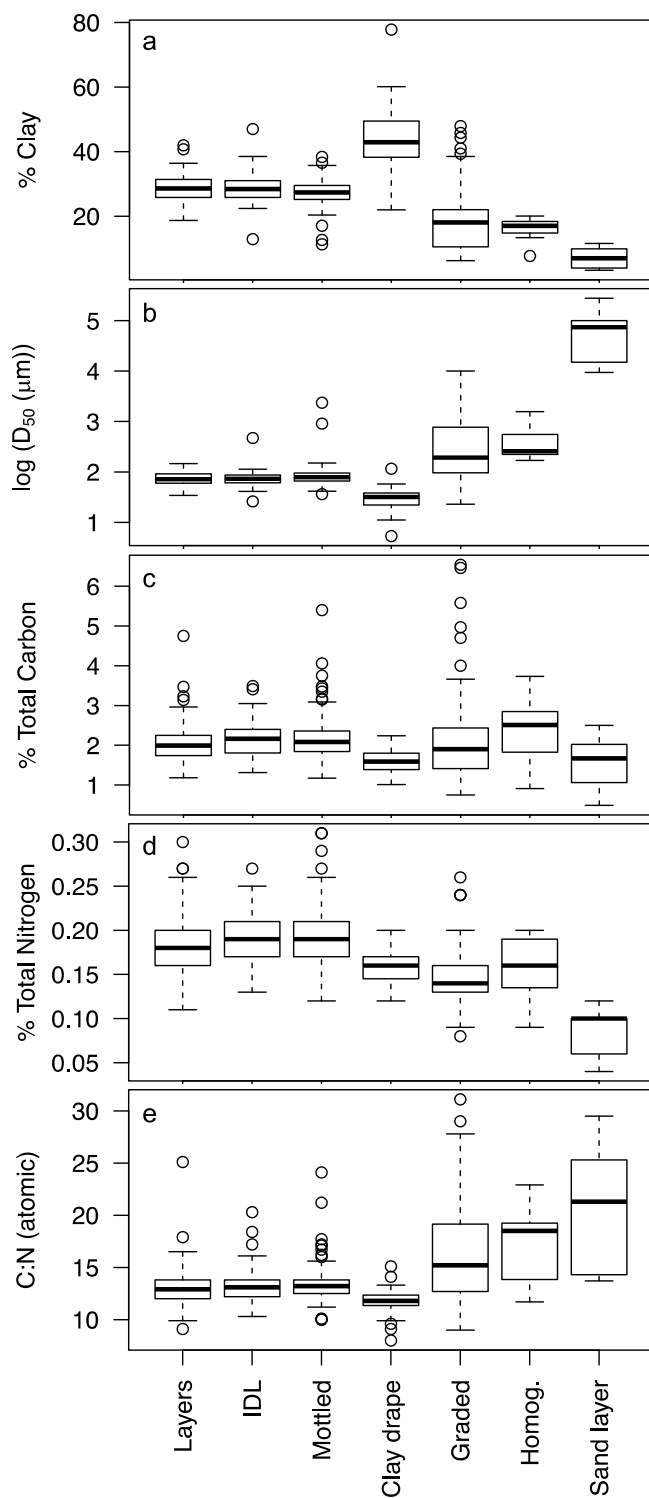 a
% Clay
80
60
40
20
b
log (D₅₀ (μm))
5
4
3
2
1
c
% Total Carbon
6
5
4
3
2
1
d
% Total Nitrogen
0.30
0.25
0.20
0.15
0.10
0.05
e
C:N (atomic)
30
25
20
15
10
Layers
IDL
Mottled
Clay drape
Graded
Homog.
Sand layer